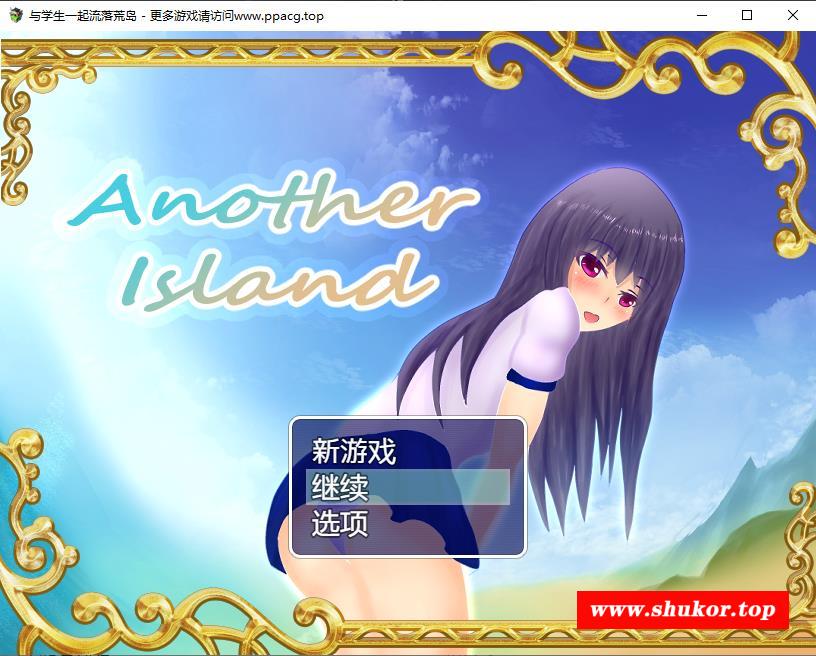 与学生一起流落荒岛 - 更多游戏请访问www.ppacg.top
Another
Island
新游戏
继续
选项
www.shukor.top